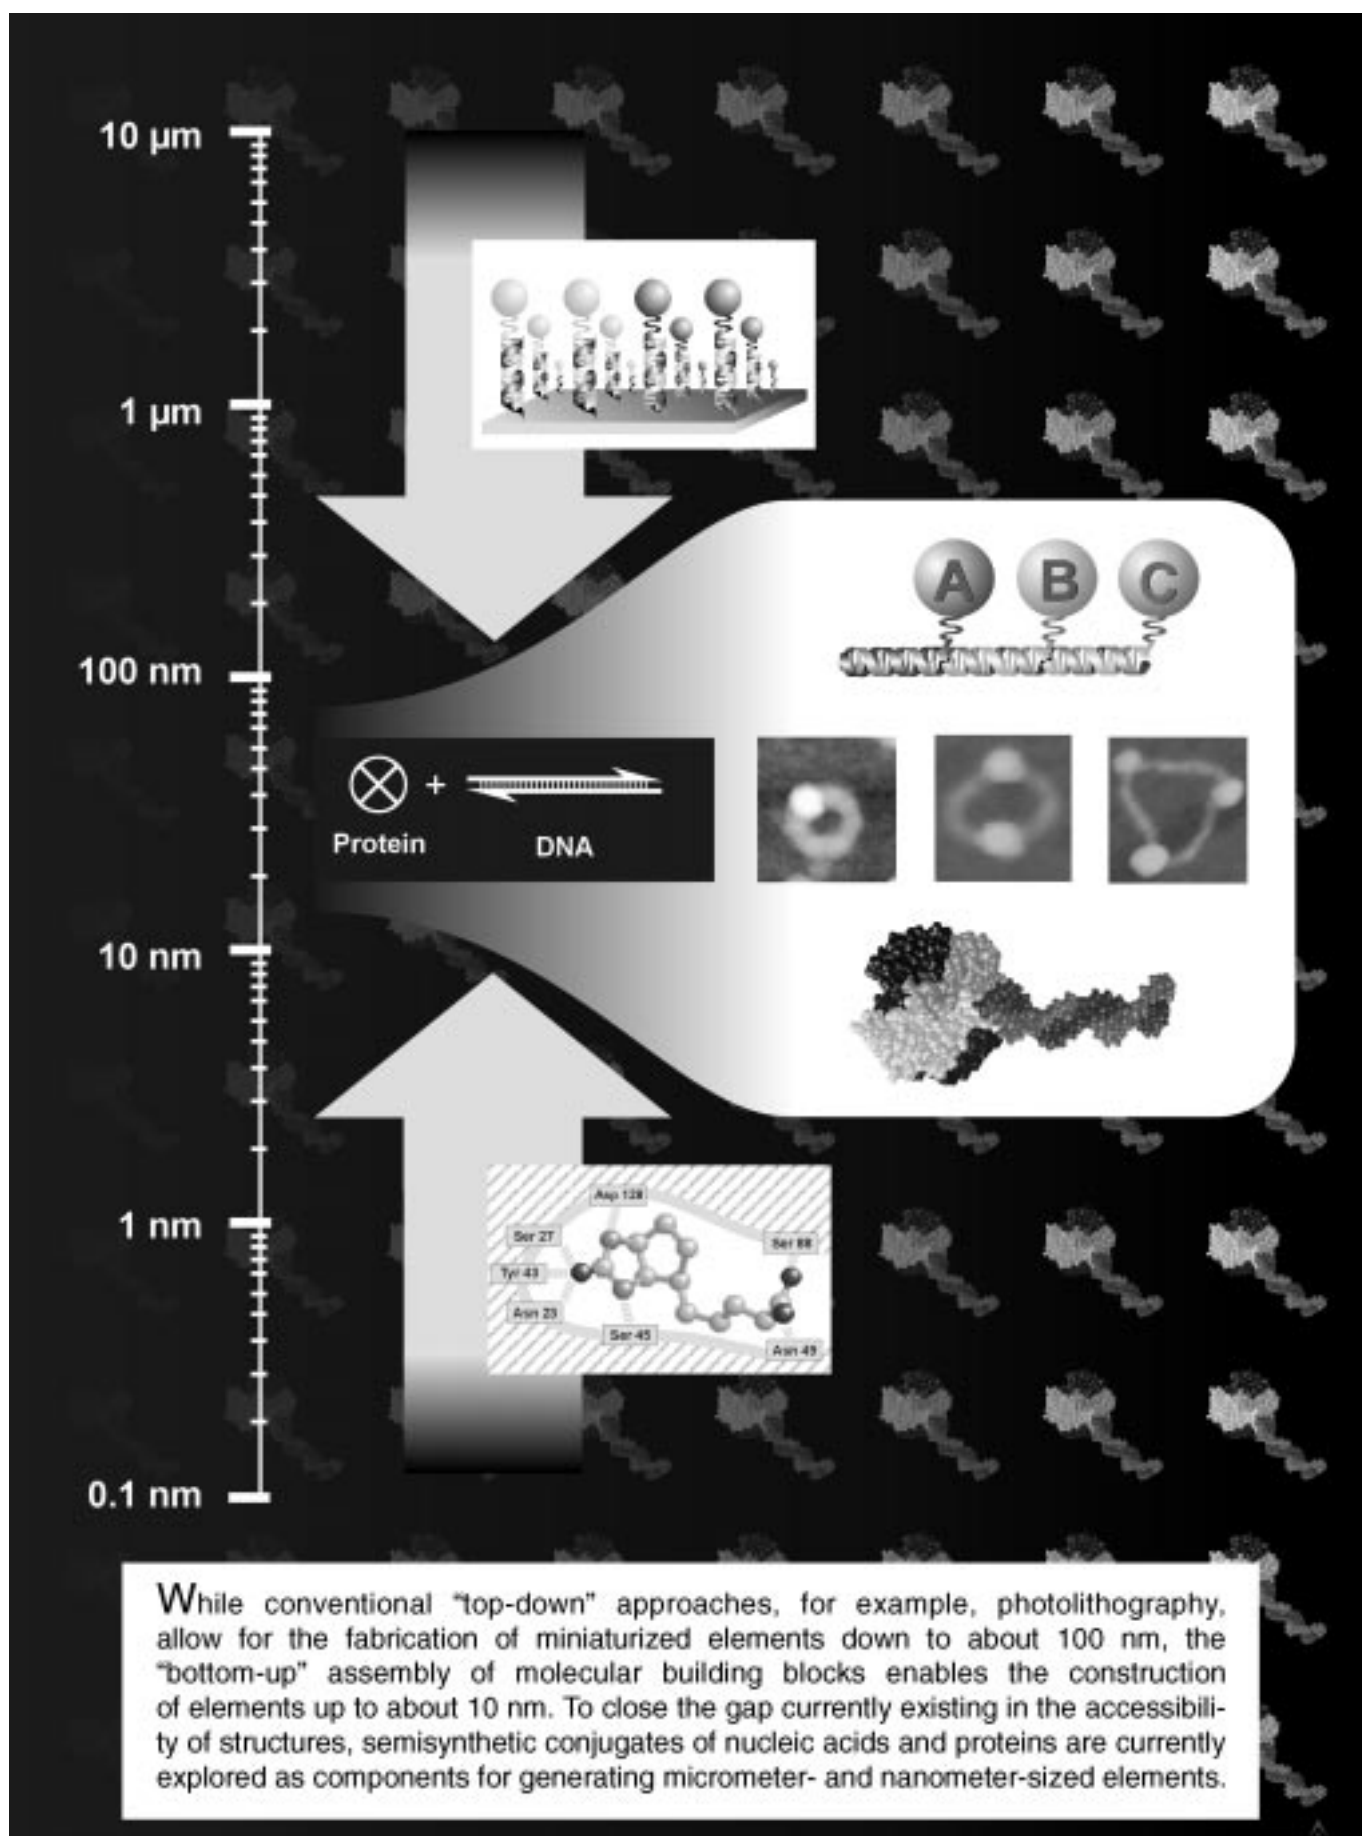 10 µm
1 µm
100 nm
10 nm
1 nm
0.1 nm
A B C
+
Protein
DNA
Asp 128
Ser 27
Ser 88
Tyr 43
Asn 23
Ser 45
Asn 49
While conventional “top-down” approaches, for example, photolithography,
allow for the fabrication of miniaturized elements down to about 100 nm, the
“bottom-up” assembly of molecular building blocks enables the construction
of elements up to about 10 nm. To close the gap currently existing in the accessibili-
ty of structures, semisynthetic conjugates of nucleic acids and proteins are currently
explored as components for generating micrometer- and nanometer-sized elements.